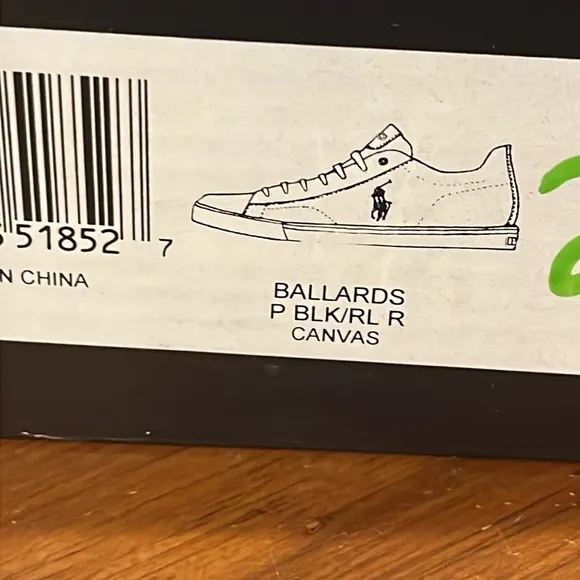 51852 7
N CHINA
BALLARDS
P BLK/RL R
CANVAS